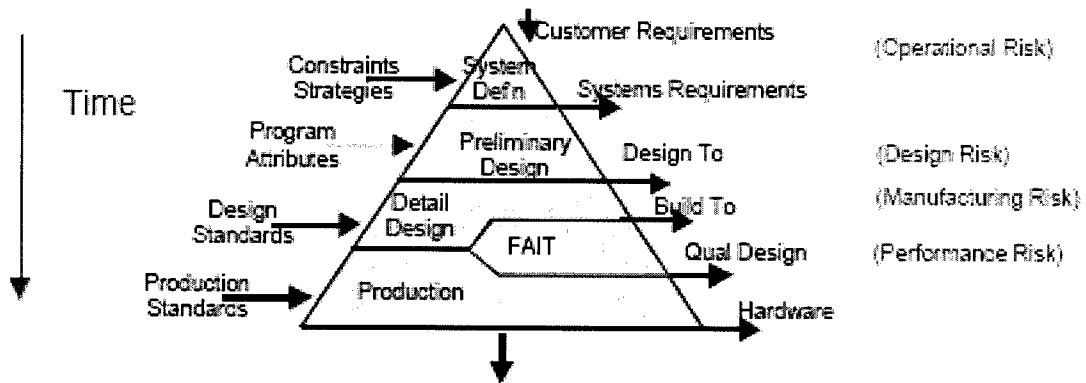 Customer Requirements
(Operational Risk)
Constraints
Strategies
System
Defn
Systems Requirements
Time
Program
Attributes
Preliminary
Design
Design To
(Design Risk)
Detail
Design
Build To
(Manufacturing Risk)
Design
Standards
FAIT
Qual Design
(Performance Risk)
Production
Standards
Production
Hardware